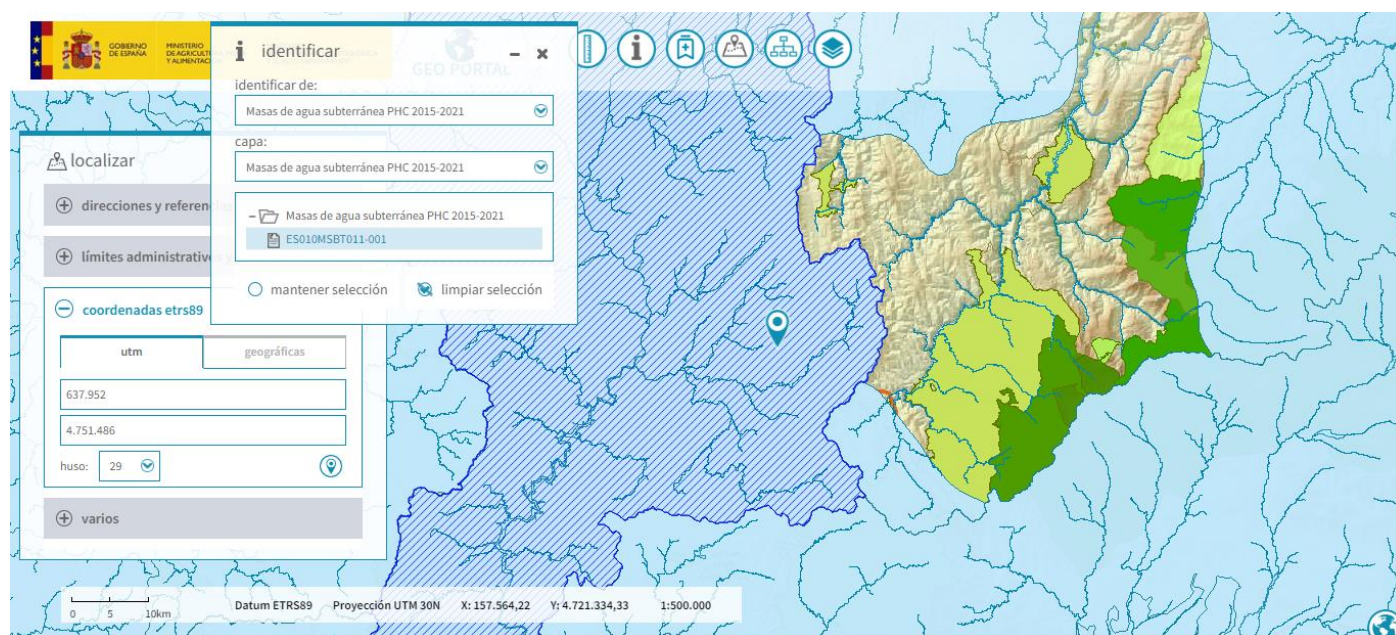 GOBIERNO
DE ESPAÑA
MINISTERIO
DE AGRICULT
Y ALIMENTAC
GEO PORTAL
identificar
identificar de:
Masas de agua subterránea PHC 2015-2021
capa:
Masas de agua subterránea PHC 2015-2021
Masas de agua subterránea PHC 2015-2021
ES010MSBT011-001
mantener selección
limpiar selección
localizar
direcciones y referen
límites administrativ
coordenadas etrs89
utm
geográficas
637.952
4.751.486
huso:
29
varios
0 5 10km
Datum ETRS89 Proyección UTM 30N X: 157.564,22 Y: 4.721.334,33 1:500.000